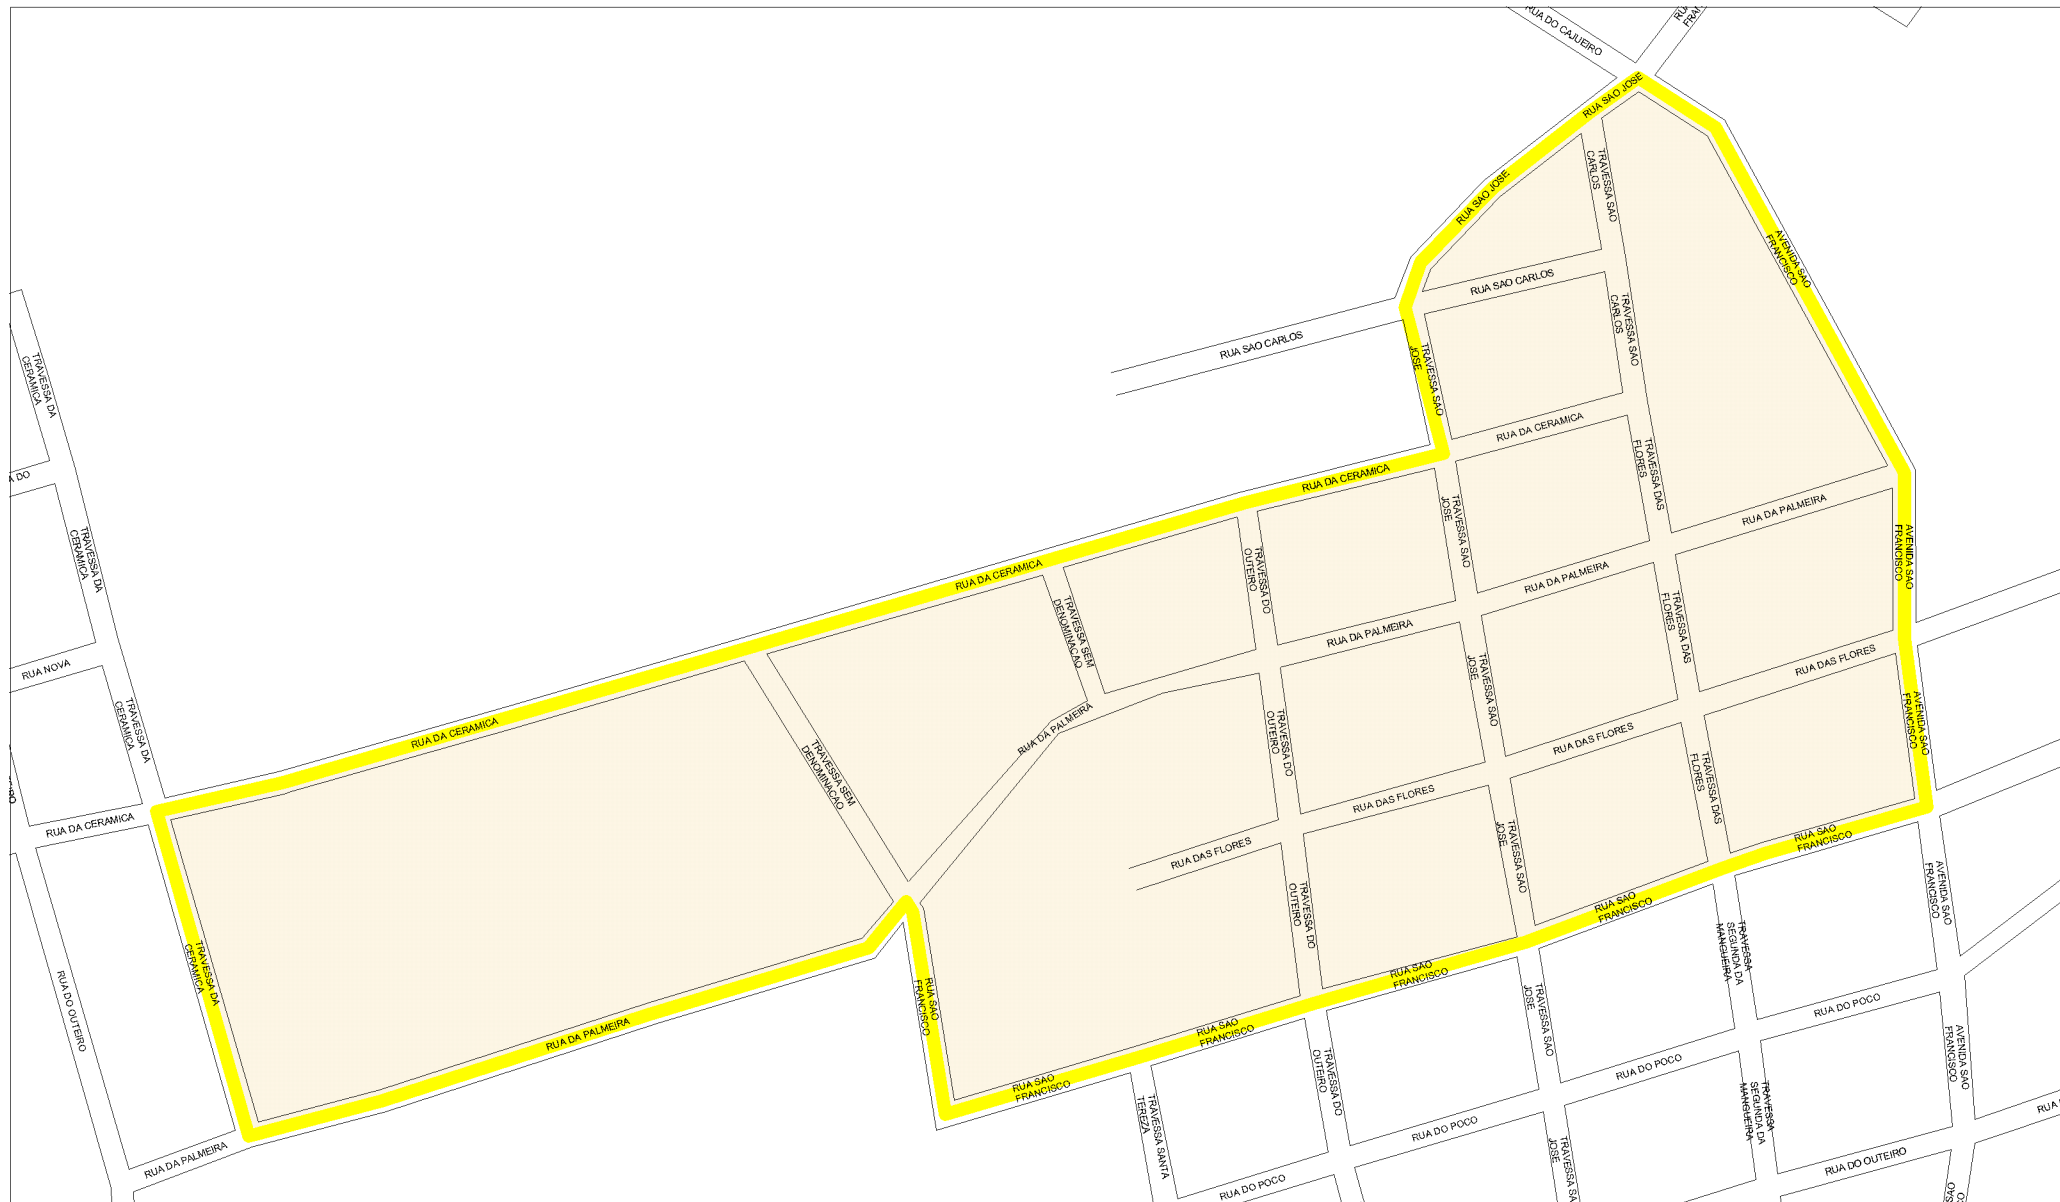 RUA DO CAJUEIRO
RUA SAO JOSE
TRAVESSA SAO
CARLOS
RUA SAO JOSE
AVENIDA SAO
FRANCISCO
RUA SAO CARLOS
TRAVESSA SAO
CARLOS
RUA SAO CARLOS
TRAVESSA SAO
JOSE
TRAVESSA DA
CERAMICA
RUA DA CERAMICA
TRAVESSA DAS
FLORES
RUA DA CERAMICA
TRAVESSA SAO
JOSE
RUA DA PALMEIRA
AVENIDA SAO
FRANCISCO
TRAVESSA DA
CERAMICA
TRAVESSA DO
OUTEIRO
RUA DA CERAMICA
RUA DA PALMEIRA
TRAVESSA SEM
DENOMINACAO
RUA DA PALMEIRA
TRAVESSA DAS
FLORES
RUA NOVA
RUA DAS FLORES
TRAVESSA SAO
JOSE
TRAVESSA DA
CERAMICA
RUA DA CERAMICA
RUA DA PALMEIRA
TRAVESSA DO
OUTEIRO
RUA DAS FLORES
AVENIDA SAO
FRANCISCO
TRAVESSA SEM
DENOMINACAO
TRAVESSA DAS
FLORES
RUA DAS FLORES
RUA DA CERAMICA
RUA DAS FLORES
TRAVESSA SAO
JOSE
RUA SAO
FRANCISCO
AVENIDA SAO
FRANCISCO
TRAVESSA DO
OUTEIRO
RUA SAO
FRANCISCO
TRAVESSA DA
CERAMICA
TRAVESSA
SEGUNDA DA
MANGUEIRA
RUA SAO
FRANCISCO
RUA DO OUTEIRO
RUA SAO
FRANCISCO
RUA DO POCO
TRAVESSA SAO
JOSE
RUA DA PALMEIRA
RUA SAO
FRANCISCO
AVENIDA SAO
FRANCISCO
RUA DO POCO
TRAVESSA DO
OUTEIRO
RUA SAO
FRANCISCO
TRAVESSA
SEGUNDA DA
MANGUEIRA
RUA
TRAVESSA SANTA
TEREZA
RUA DO POCO
RUA DA PALMEIRA
TRAVESSA SA
JOSE
RUA DO OUTEIRO
RUA DO POCO